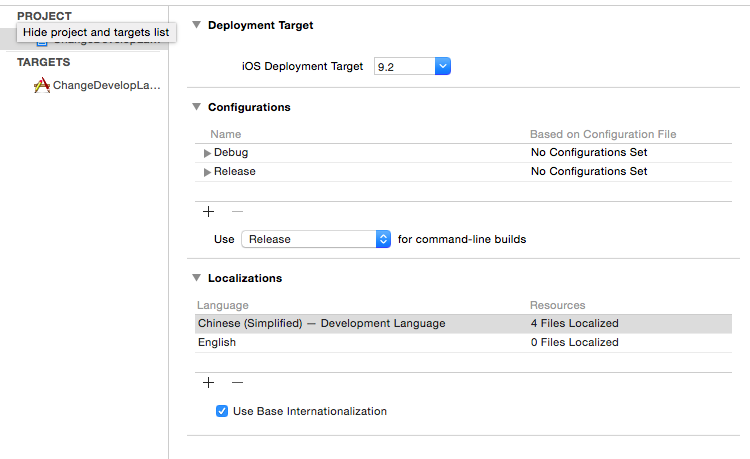 PROJECT
Hide project and targets list
TARGETS
ChangeDevelopLa...
Deployment Target
iOS Deployment Target 9.2
Configurations
Name Based on Configuration File
Debug No Configurations Set
Release No Configurations Set
Use Release for command-line builds
Localizations
Language Resources
Chinese (Simplified) — Development Language 4 Files Localized
English 0 Files Localized
Use Base Internationalization